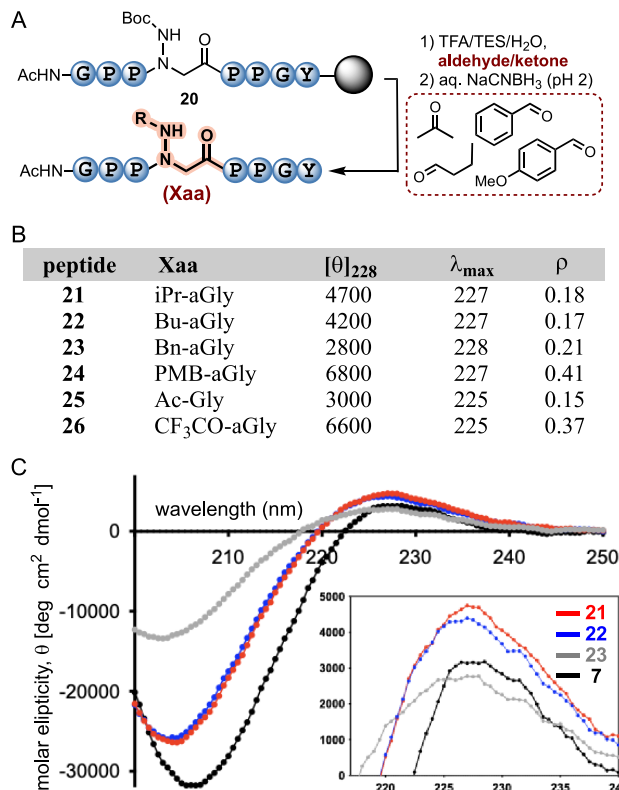 A
Boc
NH
O
AcHN G P P N P P G Y
20
1) TFA/TES/H2O,
aldehyde/ketone
2) aq. NaCNBH3 (pH 2)
R
NH
O
AcHN G P P N P P G Y
(Xaa)
O
O
O
O
MeO
B
peptide Xaa [θ]228 λmax ρ
21 iPr-aGly 4700 227 0.18
22 Bu-aGly 4200 227 0.17
23 Bn-aGly 2800 228 0.21
24 PMB-aGly 6800 227 0.41
25 Ac-Gly 3000 225 0.15
26 CF3CO-aGly 6600 225 0.37
C
wavelength (nm)
0
210 220 230 240 250
-10000
-20000
-30000
molar elipticity, θ [deg cm2 dmol-1]
5000
4000
3000
2000
1000
0
220 225 230 235 240
21
22
23
7